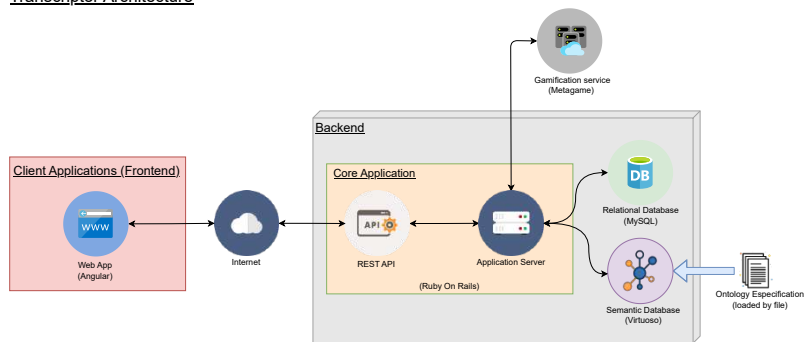 Transcriptor Architecture
Gamification service
(Metagame)
Backend
Client Applications (Frontend)
Core Application
WWW
Web App
(Angular)
Internet
API
REST API
Application Server
(Ruby On Rails)
DB
Relational Database
(MySQL)
Semantic Database
(Virtuoso)
Ontology Especification
(loaded by file)